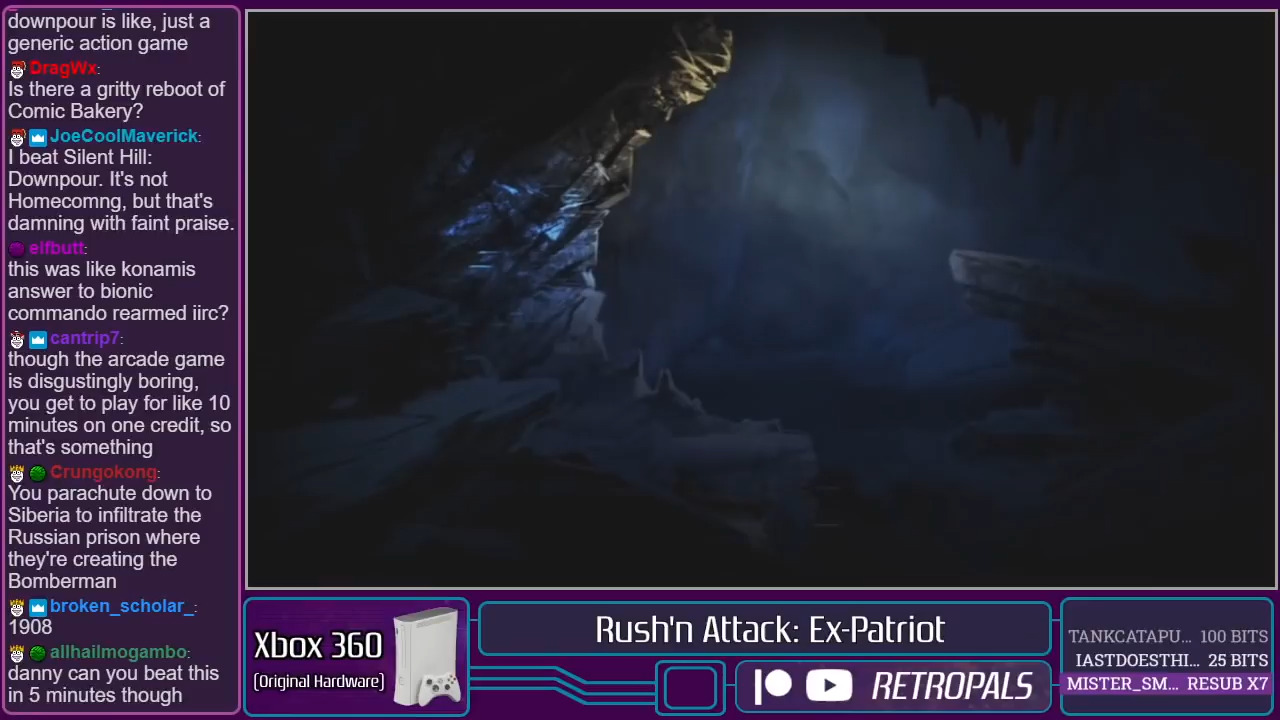 downpour is like, just a
generic action game
DragWx:
Is there a gritty reboot of
Comic Bakery?
JoeCoolMaverick:
I beat Silent Hill:
Downpour. It's not
Homecomng, but that's
damning with faint praise.
elfbutt:
this was like konamis
answer to bionic
commando rearmed iirc?
cantrip7:
though the arcade game
is disgustingly boring,
you get to play for like 10
minutes on one credit, so
that's something
Crungokong:
You parachute down to
Siberia to infiltrate the
Russian prison where
they're creating the
Bomberman
broken_scholar_:
1908
allhailmogambo:
danny can you beat this
in 5 minutes though
Xbox 360
(Original Hardware)
Rush'n Attack: Ex-Patriot
RETROPALS
TANKCATAPU... 100 BITS
IASTDOESTHI... 25 BITS
MISTER_SM... RESUB X7